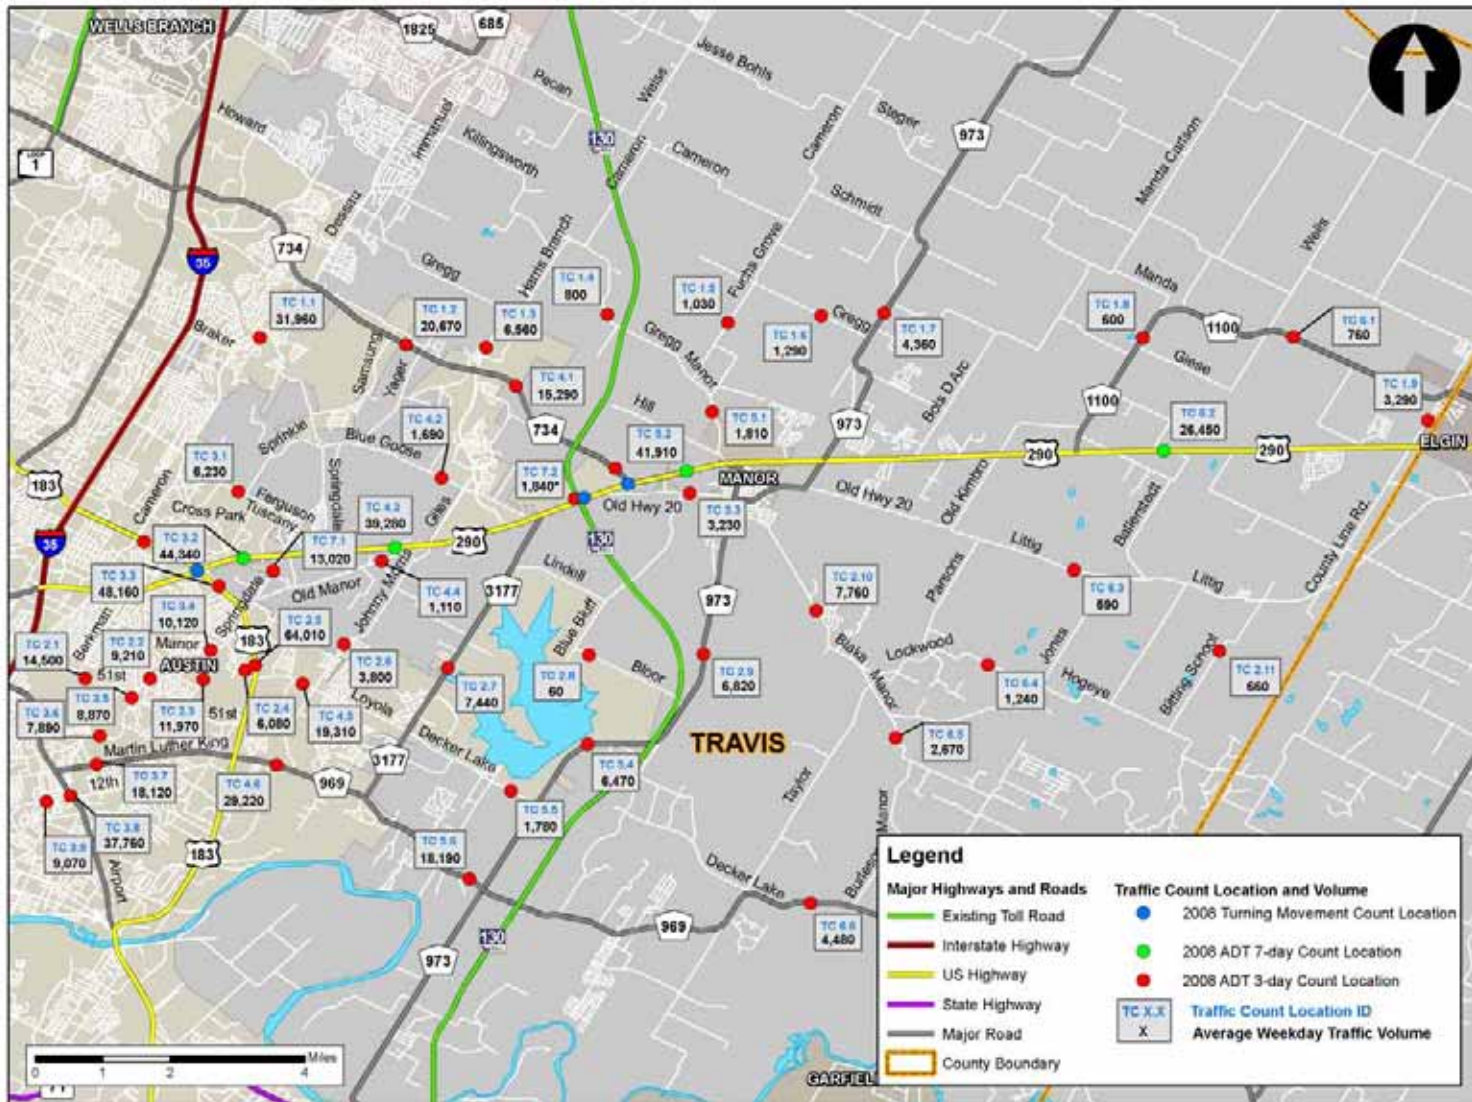 WELLS BRANCH
1825
685
LOOP
1
Howard
Pecan
Immanuel
Killingsworth
Weiss
Jesse Bohls
Cameron
Steger
973
Manda Carlson
130
Cameron
Cameron
Schmidt
Wells
Dessau
734
Harris Branch
Fuchs Grove
35
Gregg
Manda
TC 1.1
31,960
TC 1.2
20,670
TC 1.3
6,560
TC 1.4
800
1,030
Gregg
1,290
TC 1.7
4,360
TC 1.8
600
1100
760
Braker
Samsung
Yager
Gregg Manor
Giese
TC 4.1
15,290
Bois D Arc
1100
TC 1.9
3,290
Hill
TC 4.2
1,690
734
TC 5.1
1,810
973
TC 6.2
26,450
Sprinkle
Blue Goose
TC 5.2
41,910
290
290
ELGIN
183
TC 3.1
6,230
Springdale
TC 7.2
1,840*
MANOR
Cameron
Cross Park
Ferguson
Tuscany
39,280
Giles
Old Hwy 20
Old Hwy 20
Old Kimbro
Ballerstedt
County Line Rd.
35
TC 3.2
44,340
TC 7.1
13,020
290
TC 5.3
3,230
130
Littig
Littig
TC 3.3
48,160
Old Manor
Johnny Morris
TC 4.4
1,110
3177
Lindell
973
TC 2.10
7,760
Parsons
TC 6.3
690
TC 3.4
10,120
Springdale
183
TC 2.5
64,010
Blue Bluff
Blake Manor
Lockwood
Jones
Bitting School
TC 2.1
14,500
Berkman
TC 2.2
9,210
Manor
AUSTIN
51st
TC 2.6
3,800
Bloor
Hogeye
TC 3.5
8,870
TC 2.3
11,970
51st
TC 2.4
6,080
TC 4.5
19,310
Loyola
TC 2.7
7,440
TC 2.8
60
TC 2.9
6,820
TC 6.4
1,240
TC 2.11
660
TC 3.6
7,890
Martin Luther King
Decker Lake
TRAVIS
TC 6.5
2,670
3177
12th
TC 3.7
18,120
TC 4.6
29,220
969
TC 5.4
6,470
Taylor
TC 5.5
1,780
TC 3.8
37,760
TC 3.9
9,070
Airport
183
TC 5.6
18,190
Decker Lake
Manor
130
973
969
TC 6.6
4,480
Legend
Major Highways and Roads
Existing Toll Road
Interstate Highway
US Highway
State Highway
Major Road
County Boundary
Traffic Count Location and Volume
2008 Turning Movement Count Location
2008 ADT 7-day Count Location
2008 ADT 3-day Count Location
TC X.X
X
Traffic Count Location ID
Average Weekday Traffic Volume
Miles
0 1 2 4
71